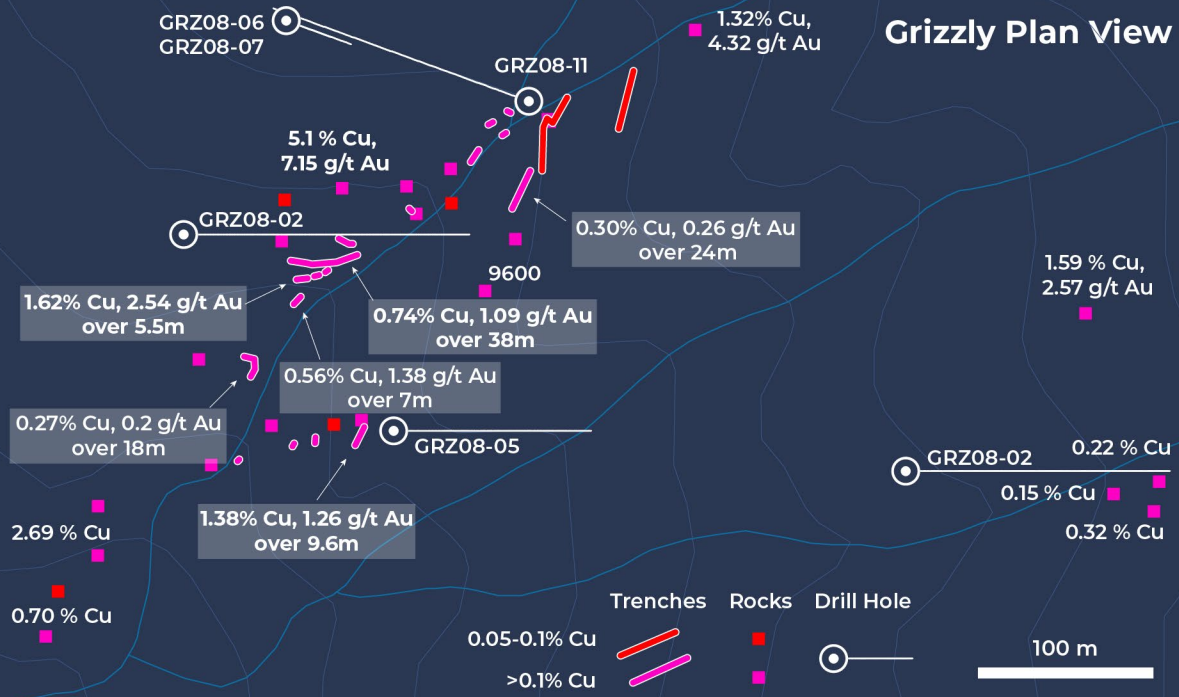 GRZ08-06
GRZ08-07
1.32% Cu,
4.32 g/t Au
Grizzly Plan View
GRZ08-11
5.1 % Cu,
7.15 g/t Au
GRZ08-02
0.30% Cu, 0.26 g/t Au
over 24m
9600
1.59 % Cu,
2.57 g/t Au
1.62% Cu, 2.54 g/t Au
over 5.5m
0.74% Cu, 1.09 g/t Au
over 38m
0.56% Cu, 1.38 g/t Au
over 7m
0.27% Cu, 0.2 g/t Au
over 18m
GRZ08-05
GRZ08-02
0.22 % Cu
0.15 % Cu
0.32 % Cu
1.38% Cu, 1.26 g/t Au
over 9.6m
2.69 % Cu
0.70 % Cu
Trenches Rocks Drill Hole
0.05-0.1% Cu
>0.1% Cu
100 m